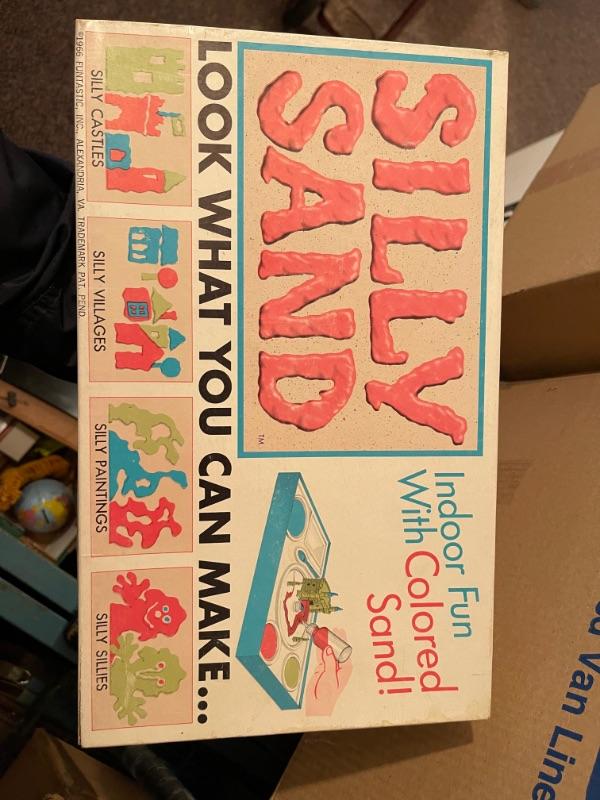 SILLY
SAND
TM
Indoor Fun
With Colored
Sand!
LOOK WHAT YOU CAN MAKE...
SILLY CASTLES
SILLY VILLAGES
SILLY PAINTINGS
SILLY SILLIES
©1966 FUNTASTIC, INC., ALEXANDRIA, VA. TRADEMARK PAT. PEND.
Van Line